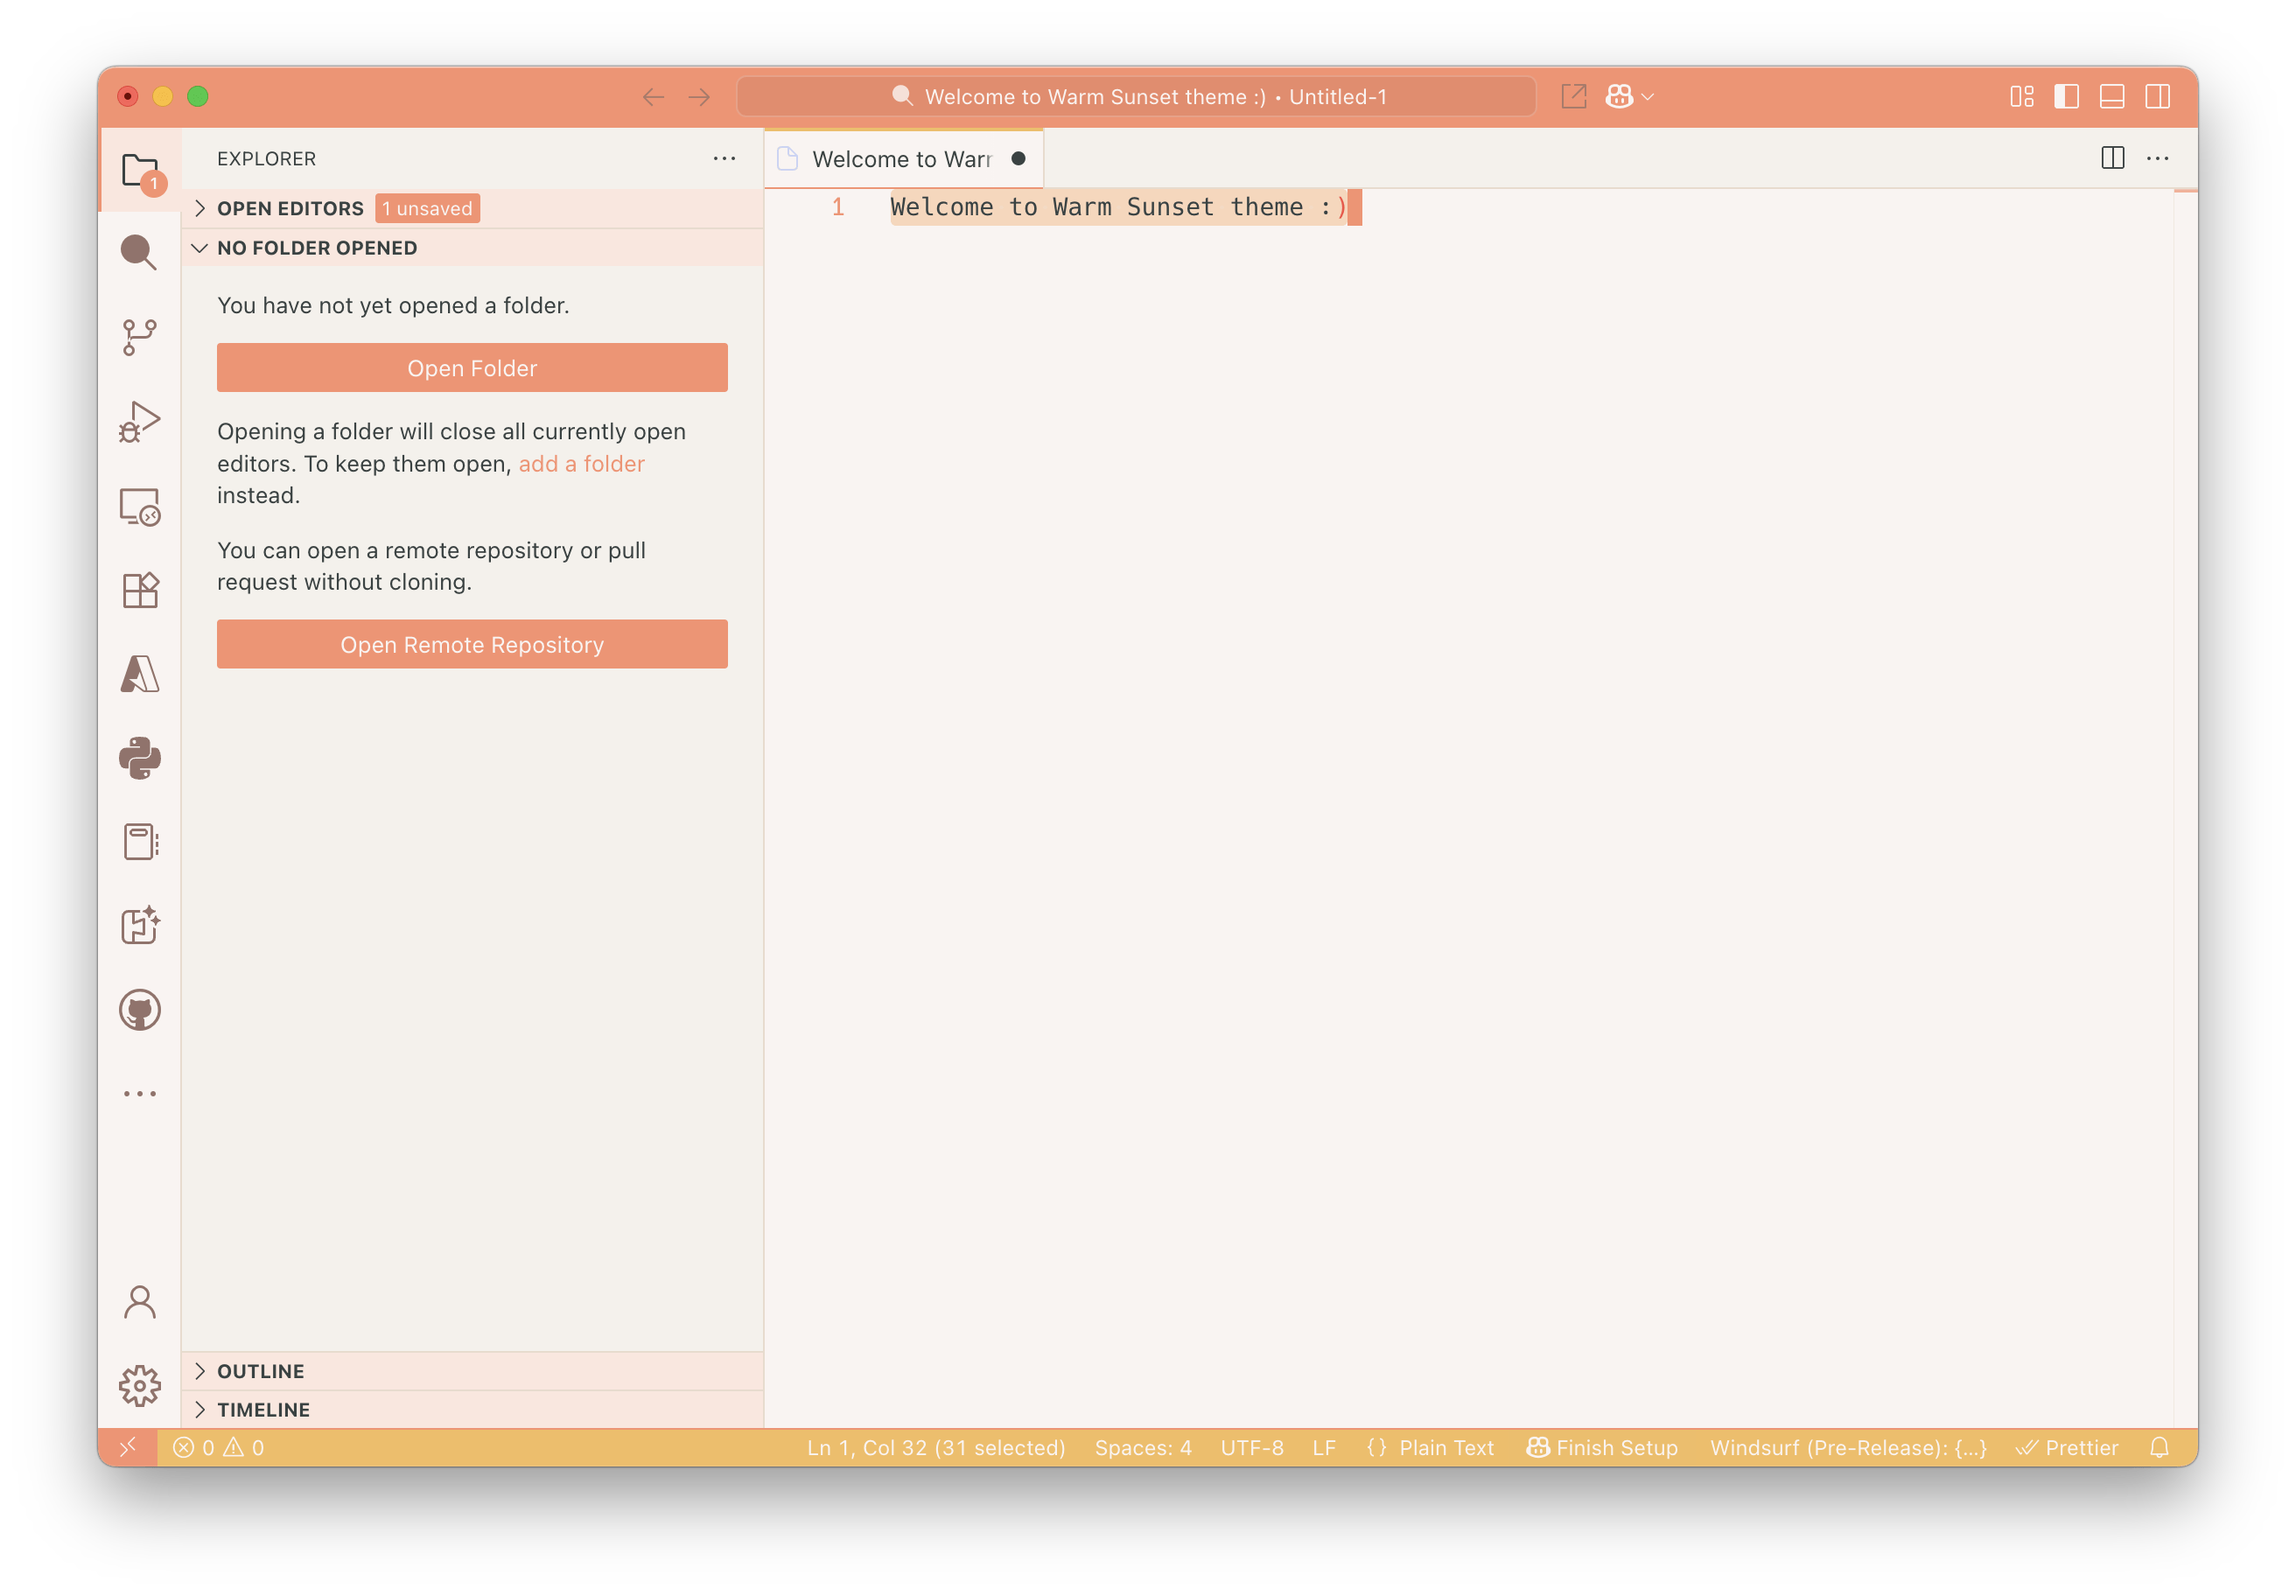 Welcome to Warm Sunset theme :) • Untitled-1
EXPLORER
1
OPEN EDITORS 1 unsaved
NO FOLDER OPENED
You have not yet opened a folder.
Open Folder
Opening a folder will close all currently open
editors. To keep them open, add a folder
instead.
You can open a remote repository or pull
request without cloning.
Open Remote Repository
OUTLINE
TIMELINE
Welcome to Warr
1 Welcome to Warm Sunset theme :)
0 0 Ln 1, Col 32 (31 selected) Spaces: 4 UTF-8 LF {} Plain Text Finish Setup Windsurf (Pre-Release): {...} Prettier